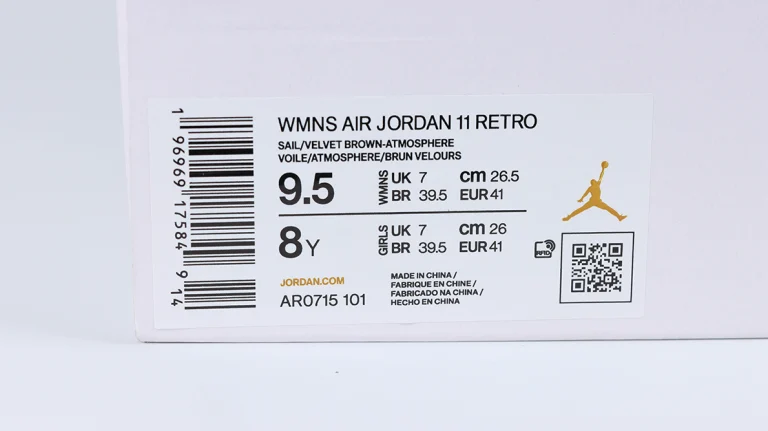 WMNS AIR JORDAN 11 RETRO
SAIL/VELVET BROWN-ATMOSPHERE
VOILE/ATMOSPHERE/BRUN VELOURS
9.5 WMNS UK 7 cm 26.5
BR 39.5 EUR 41
8Y GIRLS UK 7 cm 26
BR 39.5 EUR 41
JORDAN.COM
AR0715 101
MADE IN CHINA /
FABRIQUE EN CHINE /
FABRICADO NA CHINA /
HECHO EN CHINA
RFID
1 96969 17584 9 14